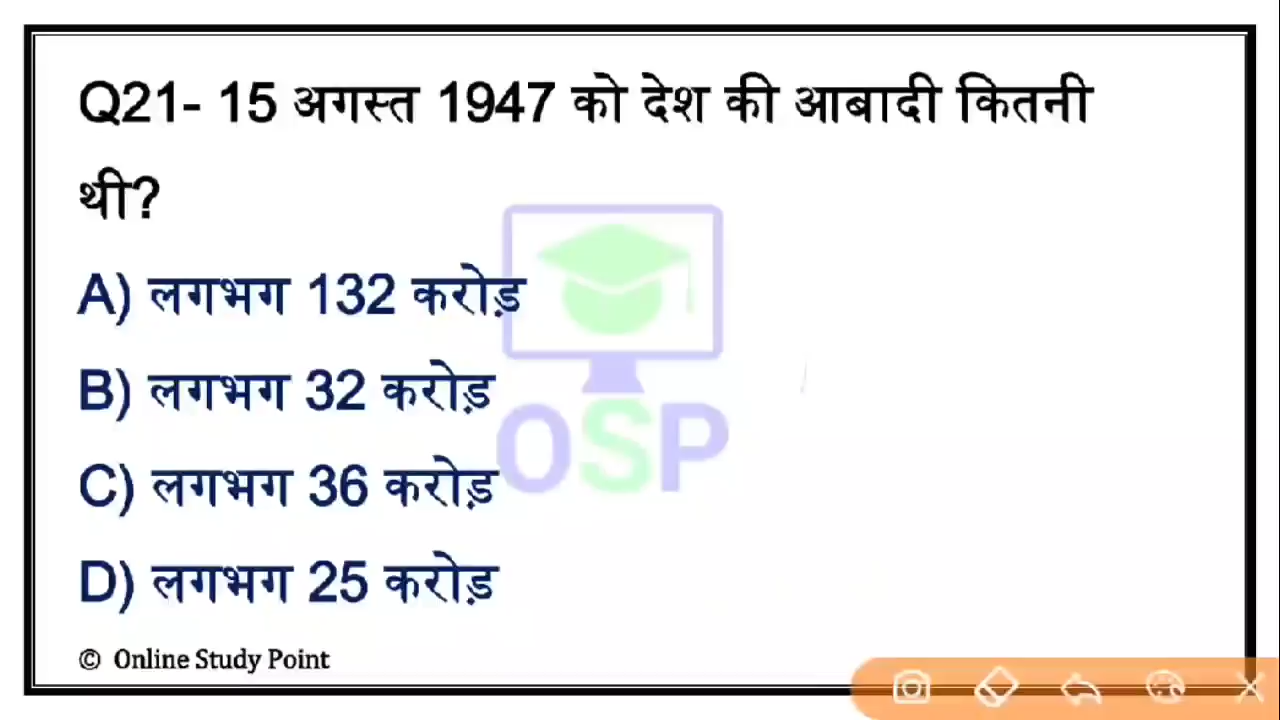 Q21- 15 अगस्त 1947 को देश की आबादी कितनी
थी?
A) लगभग 132 करोड़
B) लगभग 32 करोड़
C) लगभग 36 करोड़
D) लगभग 25 करोड़
OSP
© Online Study Point